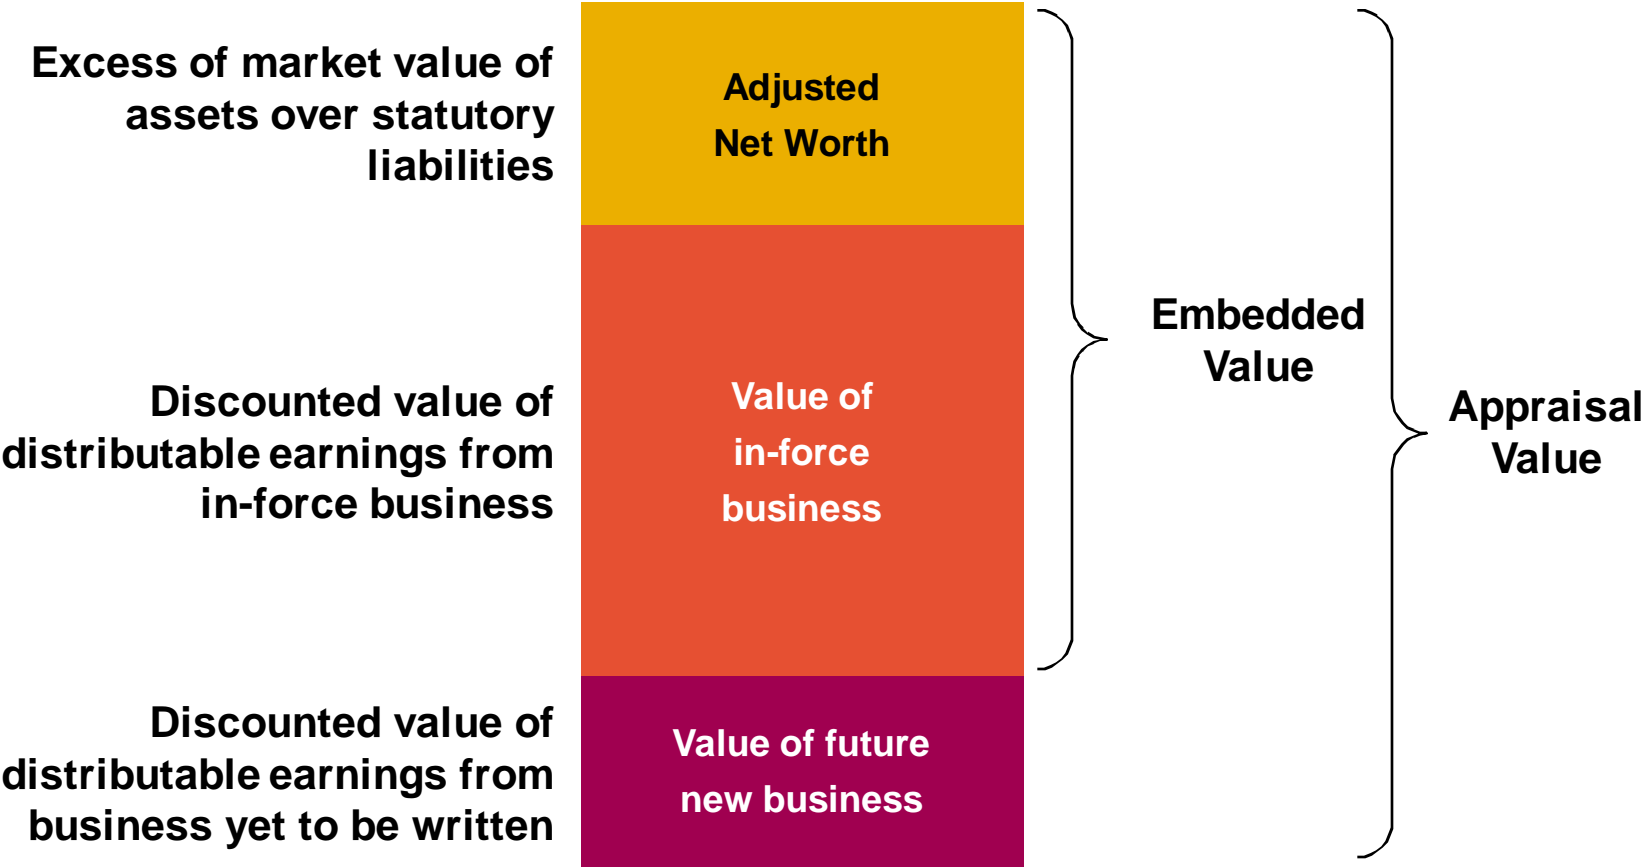 Excess of market value of
assets over statutory
liabilities
Adjusted
Net Worth
Discounted value of
distributable earnings from
in-force business
Value of
in-force
business
Discounted value of
distributable earnings from
business yet to be written
Value of future
new business
Embedded
Value
Appraisal
Value